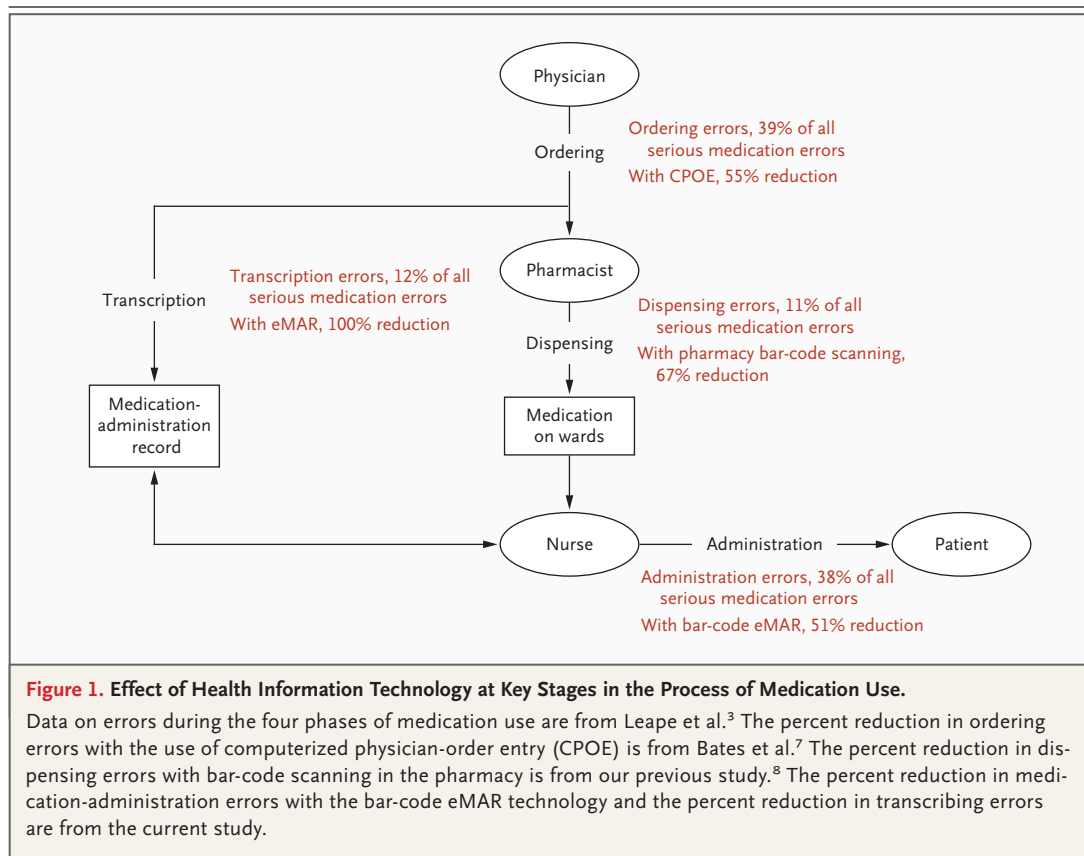 Physician
Ordering
Ordering errors, 39% of all
serious medication errors
With CPOE, 55% reduction
Transcription
Transcription errors, 12% of all
serious medication errors
With eMAR, 100% reduction
Pharmacist
Dispensing
Dispensing errors, 11% of all
serious medication errors
With pharmacy bar-code scanning,
67% reduction
Medication-
administration
record
Medication
on wards
Nurse
Administration
Patient
Administration errors, 38% of all
serious medication errors
With bar-code eMAR, 51% reduction
Figure 1. Effect of Health Information Technology at Key Stages in the Process of Medication Use.
Data on errors during the four phases of medication use are from Leape et al.³ The percent reduction in ordering
errors with the use of computerized physician-order entry (CPOE) is from Bates et al.⁷ The percent reduction in dis-
pensing errors with bar-code scanning in the pharmacy is from our previous study.⁸ The percent reduction in medi-
cation-administration errors with the bar-code eMAR technology and the percent reduction in transcribing errors
are from the current study.